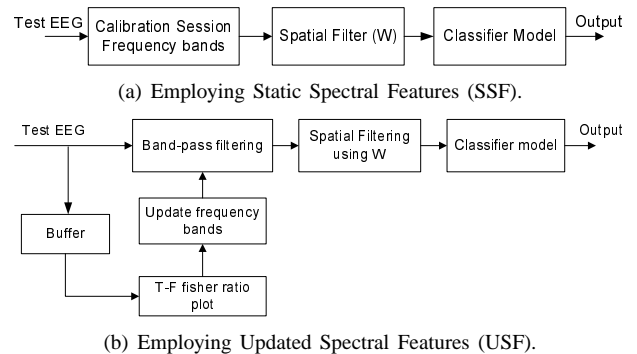 Test EEG
Calibration Session
Frequency bands
Spatial Filter (W)
Classifier Model
Output
(a) Employing Static Spectral Features (SSF).
Test EEG
Band-pass filtering
Spatial Filtering
using W
Classifier model
Output
Buffer
Update frequency
bands
T-F fisher ratio
plot
(b) Employing Updated Spectral Features (USF).